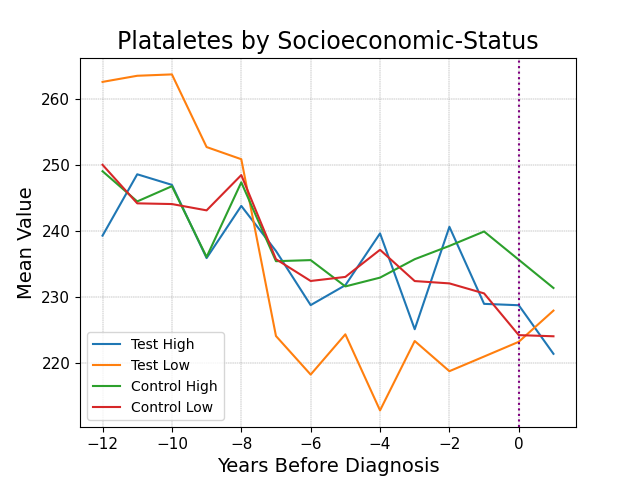 Plataletes by Socioeconomic-Status
Mean Value
260
250
240
230
220
Test High
Test Low
Control High
Control Low
−12 −10 −8 −6 −4 −2 0
Years Before Diagnosis